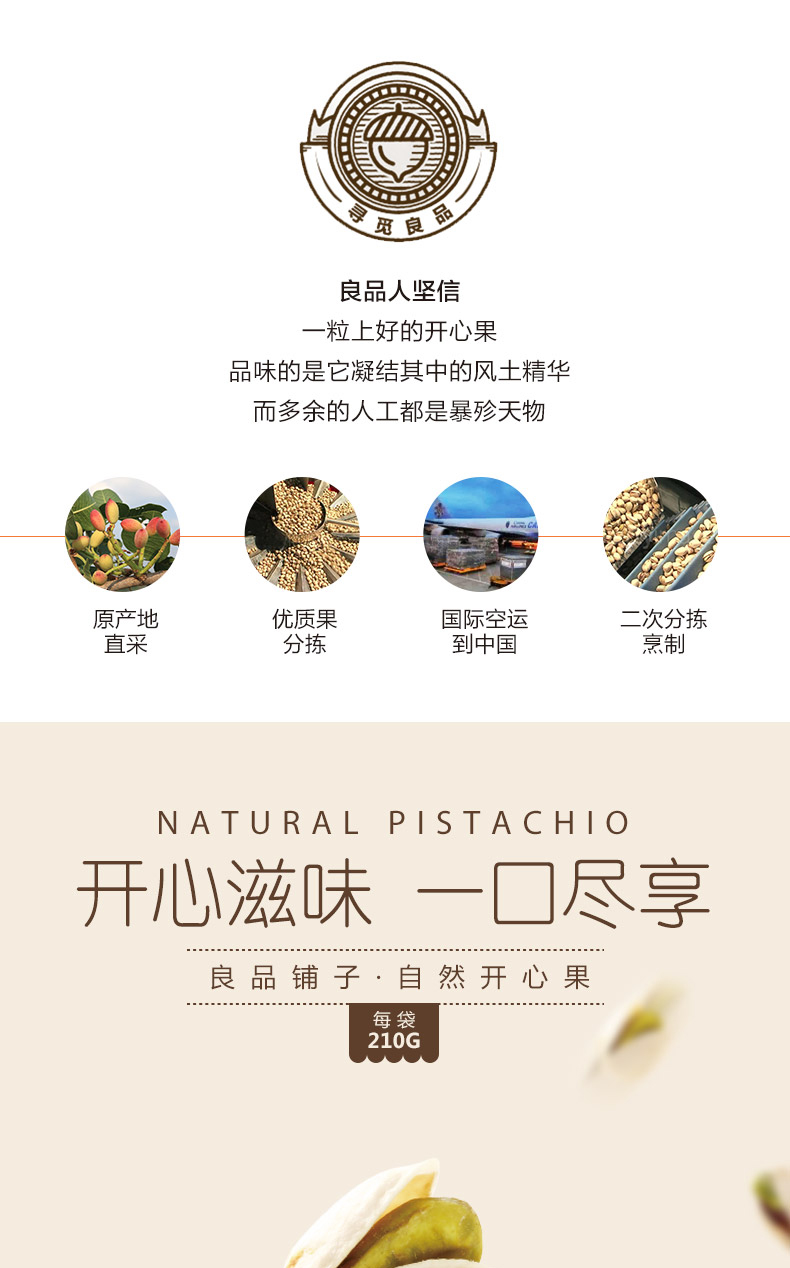 寻觅良品
良品人坚信
一粒上好的开心果
品味的是它凝结其中的风土精华
而多余的人工都是暴殄天物
原产地
直采
优质果
分拣
国际空运
到中国
二次分拣
烹制
NATURAL PISTACHIO
开心滋味 一口尽享
良品铺子·自然开心果
每袋
210G